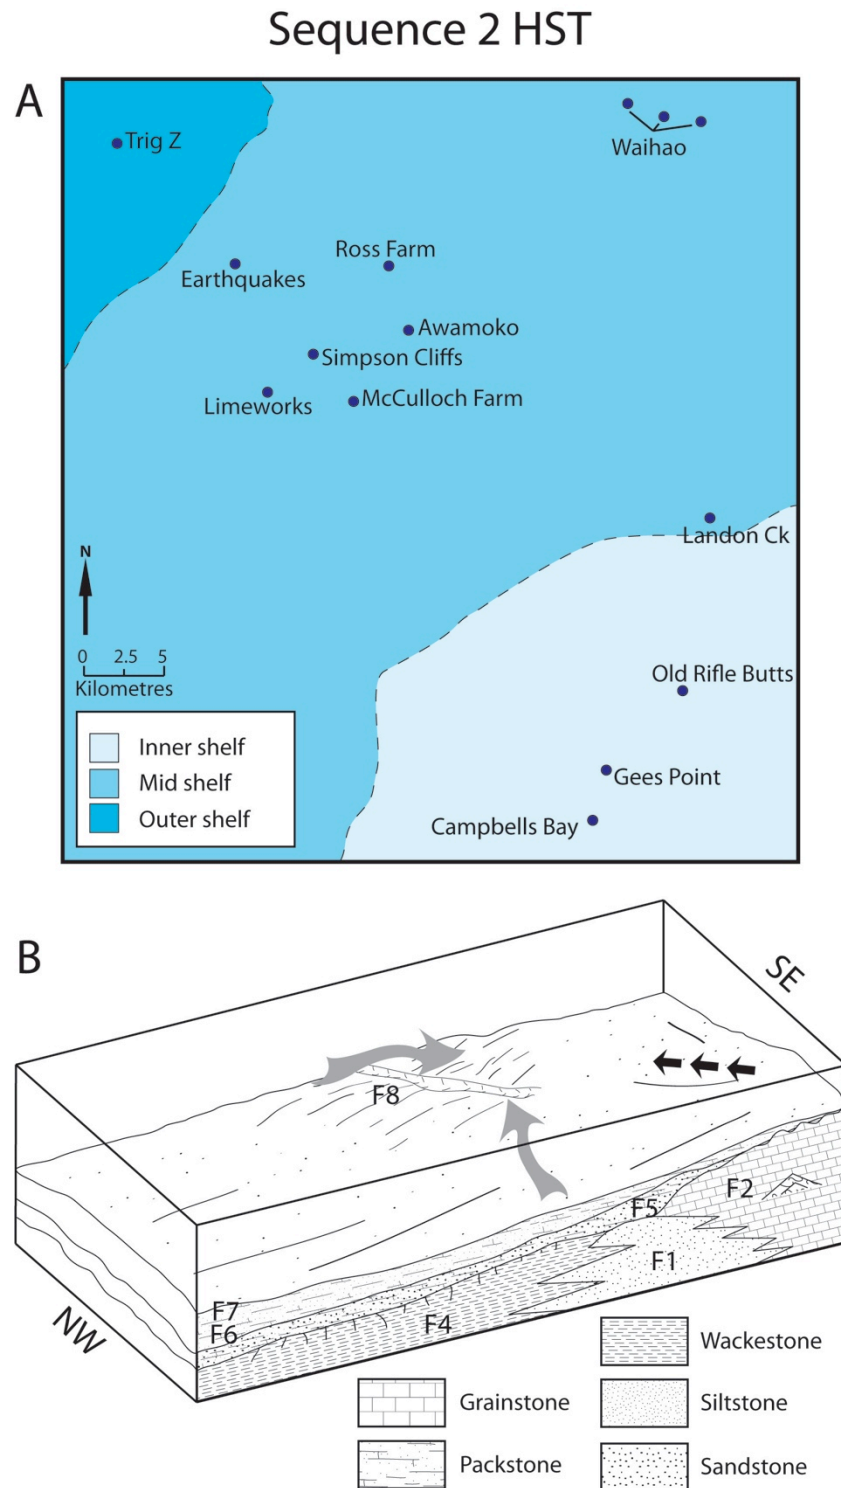 Sequence 2 HST
A
Trig Z
Waihao
Ross Farm
Earthquakes
Awamoko
Simpson Cliffs
Limeworks
McCulloch Farm
N
Landon Ck
0 2.5 5
Kilometres
Old Rifle Butts
Inner shelf
Mid shelf
Outer shelf
Gees Point
Campbells Bay
B
SE
F8
F2
F5
F1
F7
F6
F4
NW
Wackestone
Grainstone
Siltstone
Packstone
Sandstone